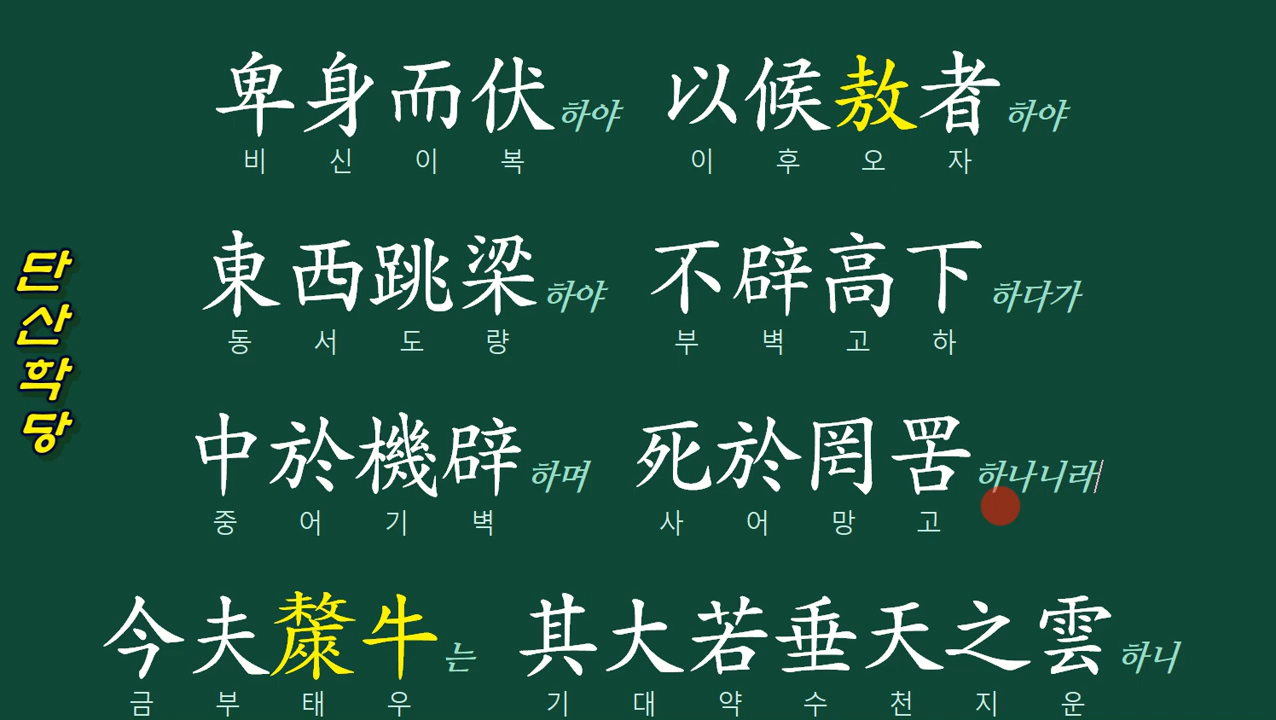 卑身而伏하야 以候敖者하야
비 신 이 복 이 후 오 자
東西跳梁하야 不辟高下하다가
동 서 도 량 부 벽 고 하
中於機辟하며 死於罔罟하나니라
중 어 기 벽 사 어 망 고
今夫斄牛는 其大若垂天之雲하니
금 부 태 우 기 대 약 수 천 지 운
단산학당